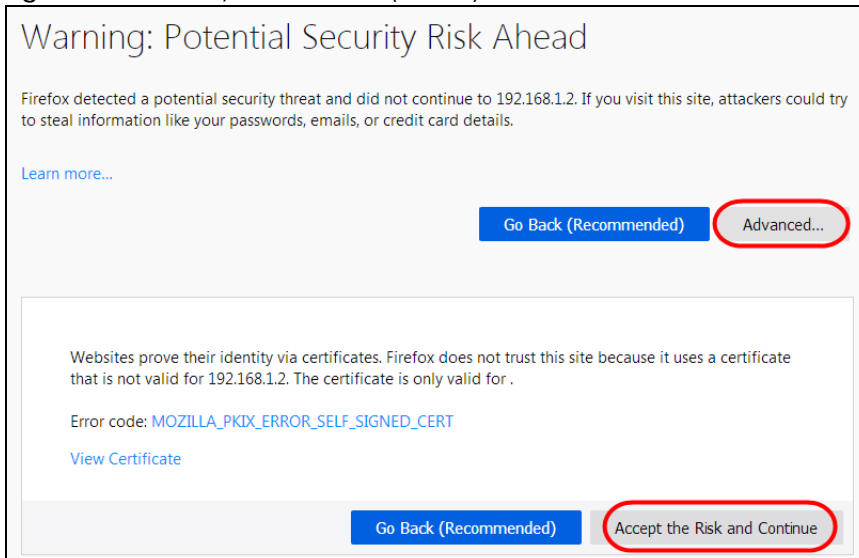 Warning: Potential Security Risk Ahead
Firefox detected a potential security threat and did not continue to 192.168.1.2. If you visit this site, attackers could try
to steal information like your passwords, emails, or credit card details.
Learn more...
Go Back (Recommended) Advanced...
Websites prove their identity via certificates. Firefox does not trust this site because it uses a certificate
that is not valid for 192.168.1.2. The certificate is only valid for .
Error code: MOZILLA_PKIX_ERROR_SELF_SIGNED_CERT
View Certificate
Go Back (Recommended) Accept the Risk and Continue